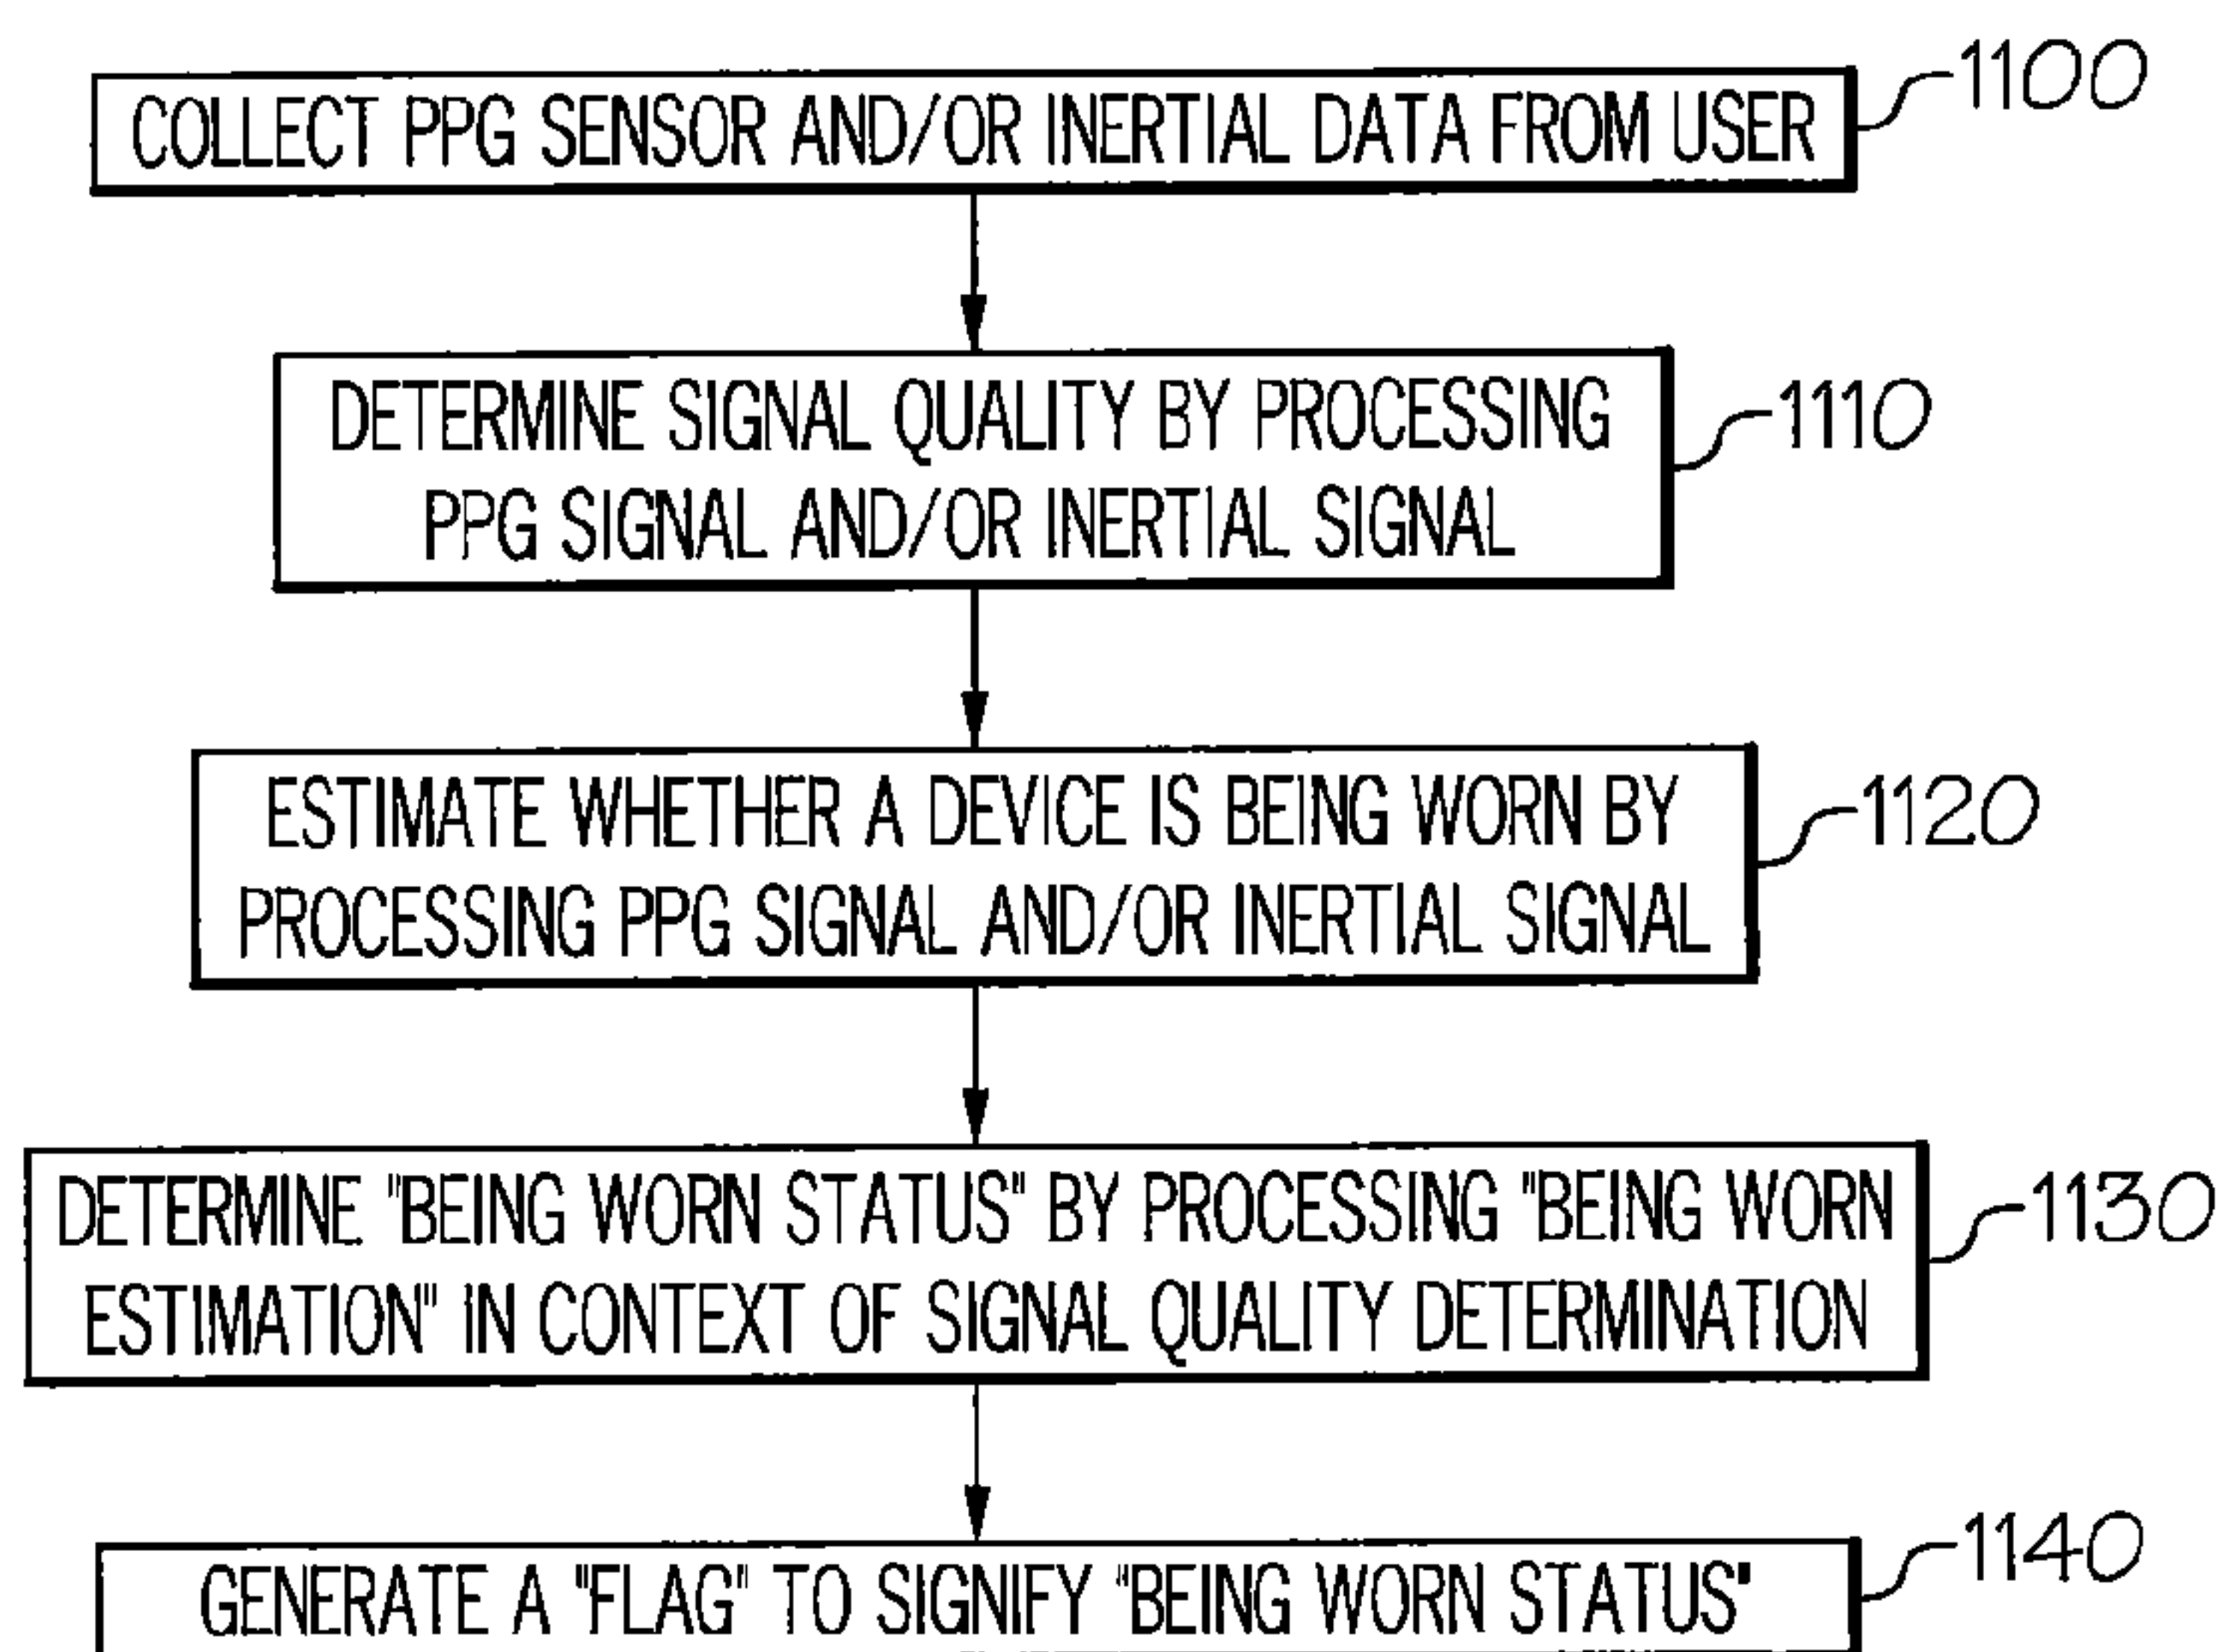 COLLECT PPG SENSOR AND/OR INERTIAL DATA FROM USER
1100
DETERMINE SIGNAL QUALITY BY PROCESSING
PPG SIGNAL AND/OR INERTIAL SIGNAL
1110
ESTIMATE WHETHER A DEVICE IS BEING WORN BY
PROCESSING PPG SIGNAL AND/OR INERTIAL SIGNAL
1120
DETERMINE "BEING WORN STATUS" BY PROCESSING "BEING WORN
ESTIMATION" IN CONTEXT OF SIGNAL QUALITY DETERMINATION
1130
GENERATE A "FLAG" TO SIGNIFY "BEING WORN STATUS"
1140